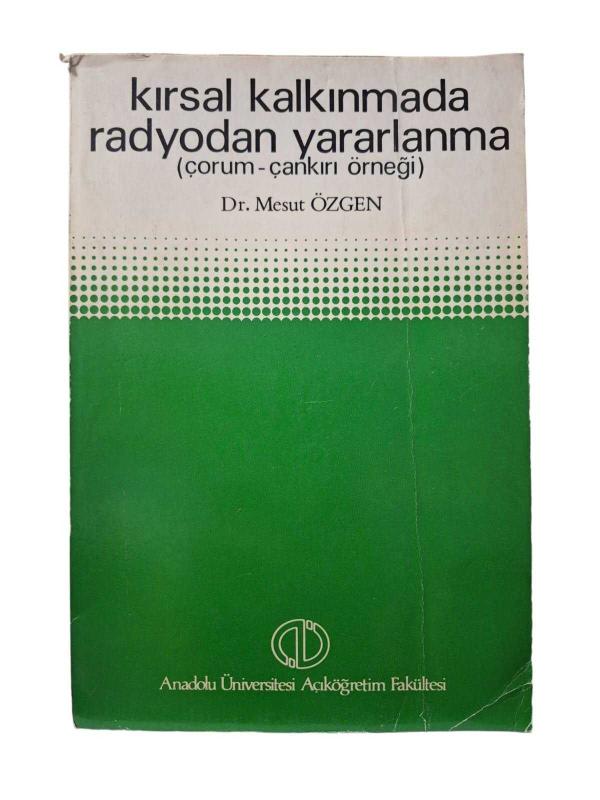 kırsal kalkınmada
radyodan yararlanma
(çorum-çankırı örneği)
Dr. Mesut ÖZGEN
Anadolu Üniversitesi Açıköğretim Fakültesi